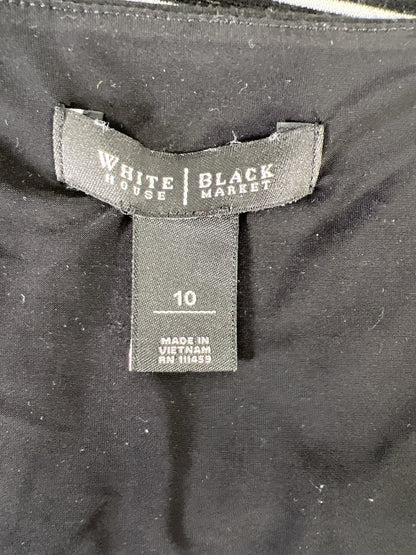 WHITE | BLACK
HOUSE | MARKET
10
MADE IN
VIETNAM
RN 111459